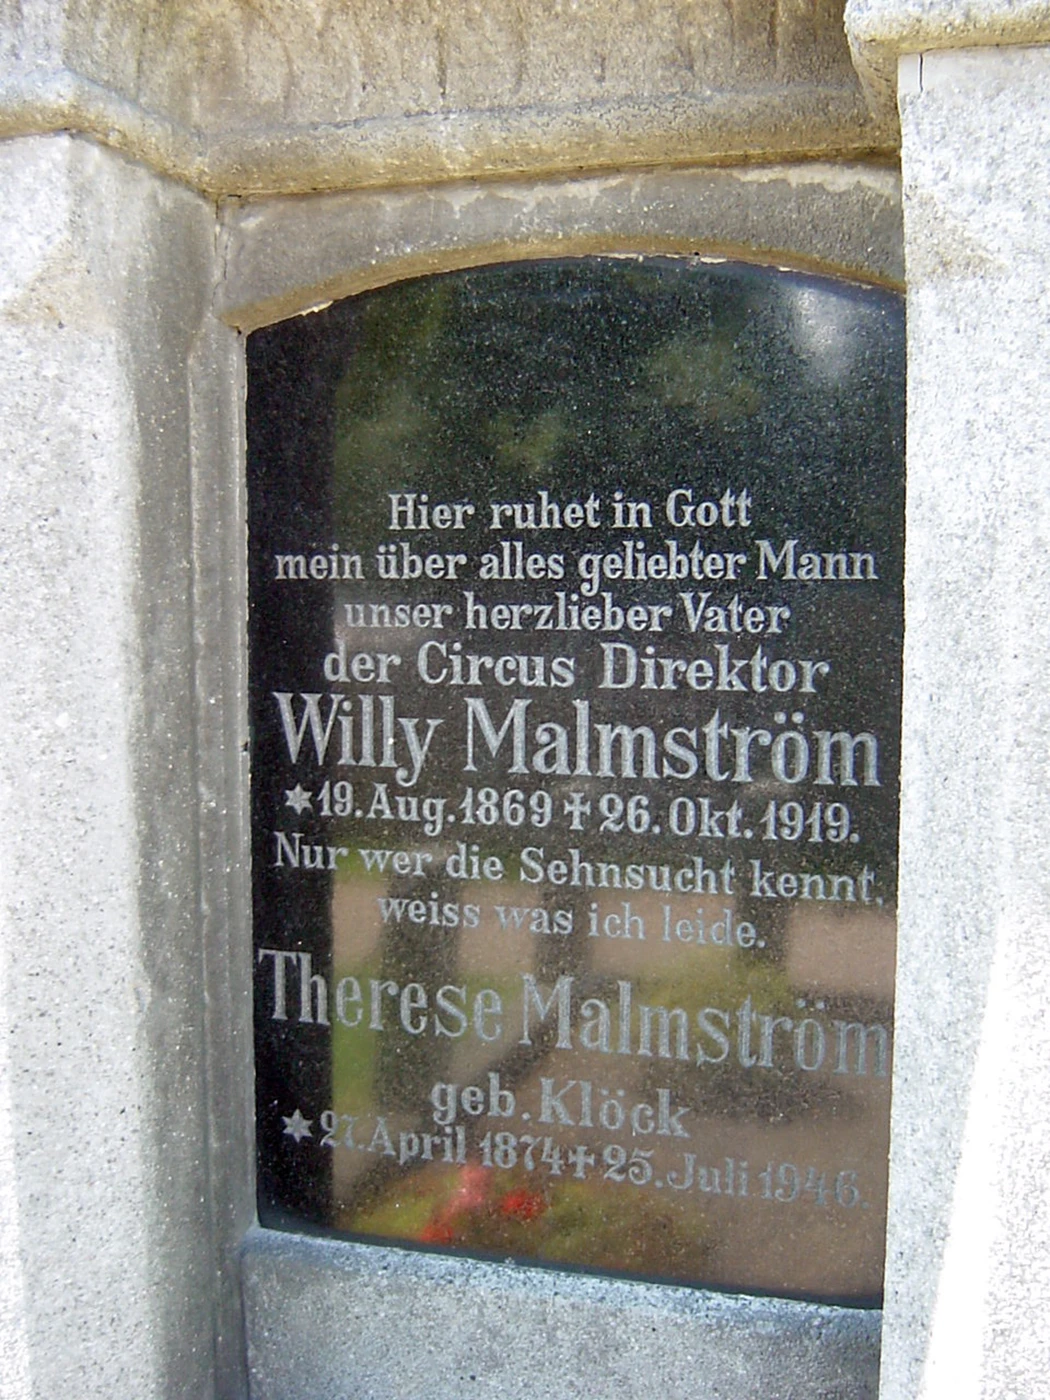 Hier ruhet in Gott
mein über alles geliebter Mann
unser herzlieber Vater
der Circus Direktor
Willy Malmström
✶19.Aug.1869 ✝26.Okt.1919.
Nur wer die Sehnsucht kennt,
weiss was ich leide.
Therese Malmström
geb. Klöck
✶27.April 1874✝25.Juli 1946.